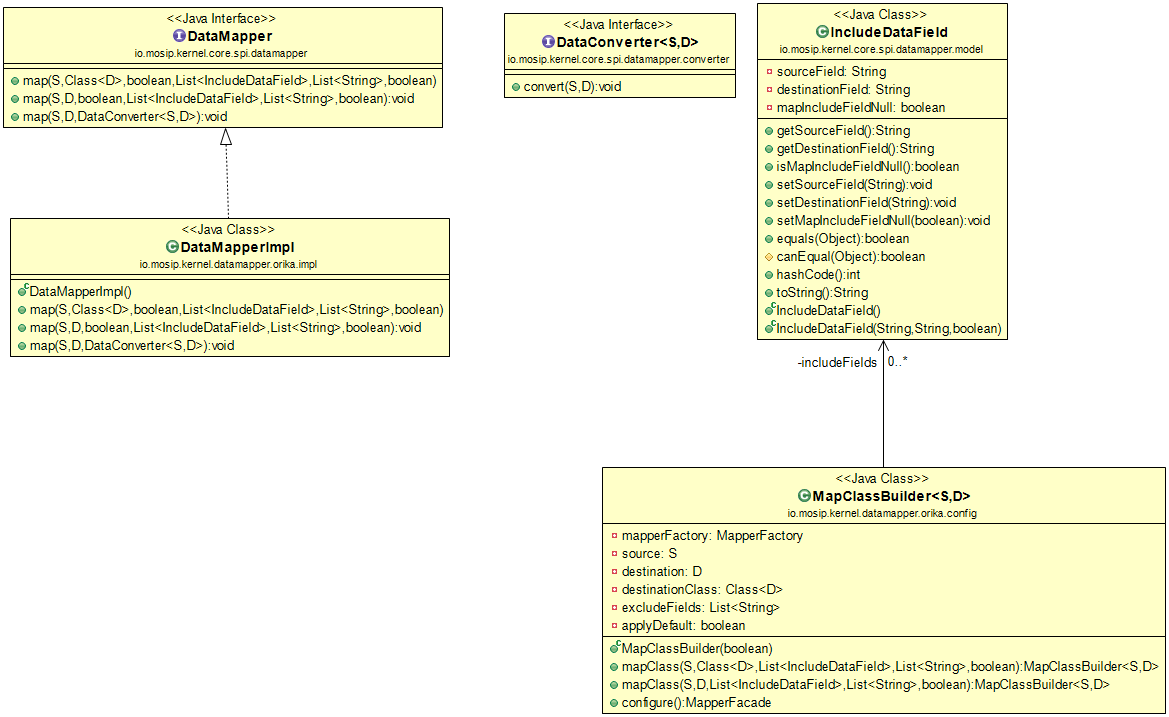 <<Java Interface>>
DataMapper
io.mosip.kernel.core.spi.datamapper
map(S,Class<D>,boolean,List<IncludeDataField>,List<String>,boolean)
map(S,D,boolean,List<IncludeDataField>,List<String>,boolean):void
map(S,D,DataConverter<S,D>):void
<<Java Interface>>
DataConverter<S,D>
io.mosip.kernel.core.spi.datamapper.converter
convert(S,D):void
<<Java Class>>
IncludeDataField
io.mosip.kernel.core.spi.datamapper.model
sourceField: String
destinationField: String
mapIncludeFieldNull: boolean
getSourceField():String
getDestinationField():String
isMapIncludeFieldNull():boolean
setSourceField(String):void
setDestinationField(String):void
setMapIncludeFieldNull(boolean):void
equals(Object):boolean
canEqual(Object):boolean
hashCode():int
toString():String
IncludeDataField()
IncludeDataField(String,String,boolean)
<<Java Class>>
DataMapperImpl
io.mosip.kernel.datamapper.orika.impl
DataMapperImpl()
map(S,Class<D>,boolean,List<IncludeDataField>,List<String>,boolean)
map(S,D,boolean,List<IncludeDataField>,List<String>,boolean):void
map(S,D,DataConverter<S,D>):void
-includeFields 0..*
<<Java Class>>
MapClassBuilder<S,D>
io.mosip.kernel.datamapper.orika.config
mapperFactory: MapperFactory
source: S
destination: D
destinationClass: Class<D>
excludeFields: List<String>
applyDefault: boolean
MapClassBuilder(boolean)
mapClass(S,Class<D>,List<IncludeDataField>,List<String>,boolean):MapClassBuilder<S,D>
mapClass(S,D,List<IncludeDataField>,List<String>,boolean):MapClassBuilder<S,D>
configure():MapperFacade